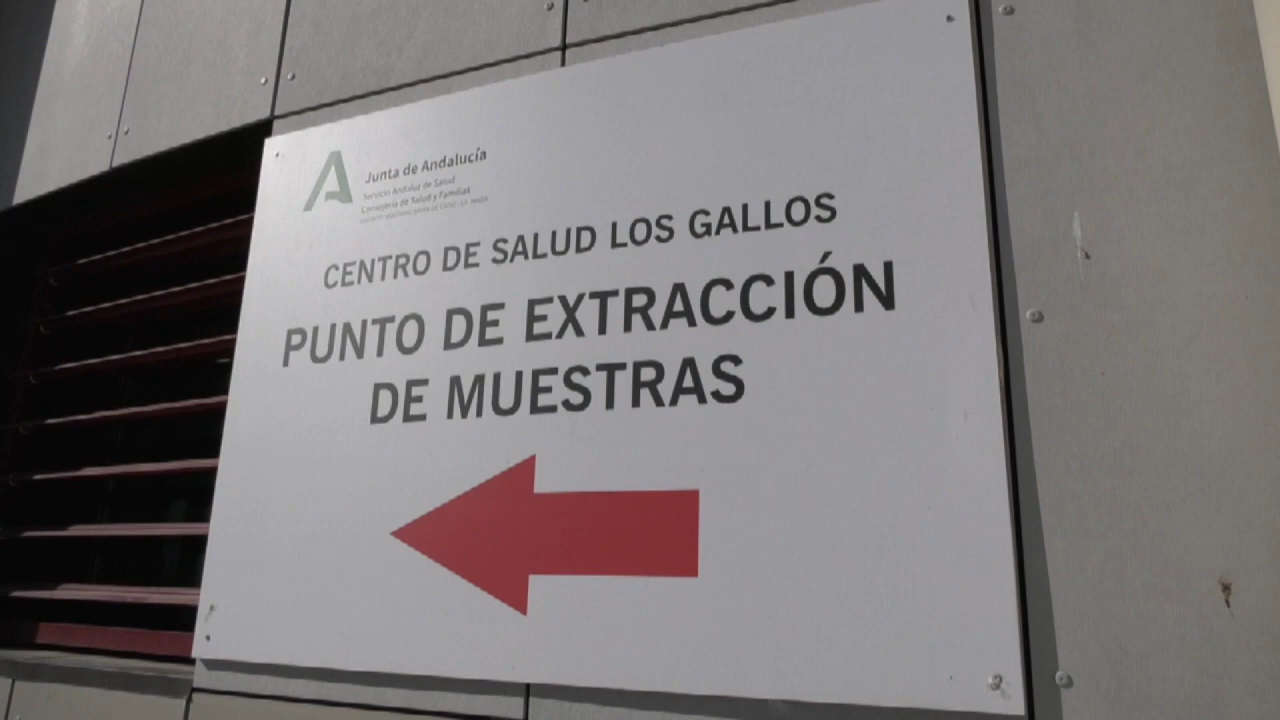 Junta de Andalucía
Servicio Andaluz de Salud
Consejería de Salud y Familias
CENTRO DE SALUD LOS GALLOS
PUNTO DE EXTRACCIÓN
DE MUESTRAS